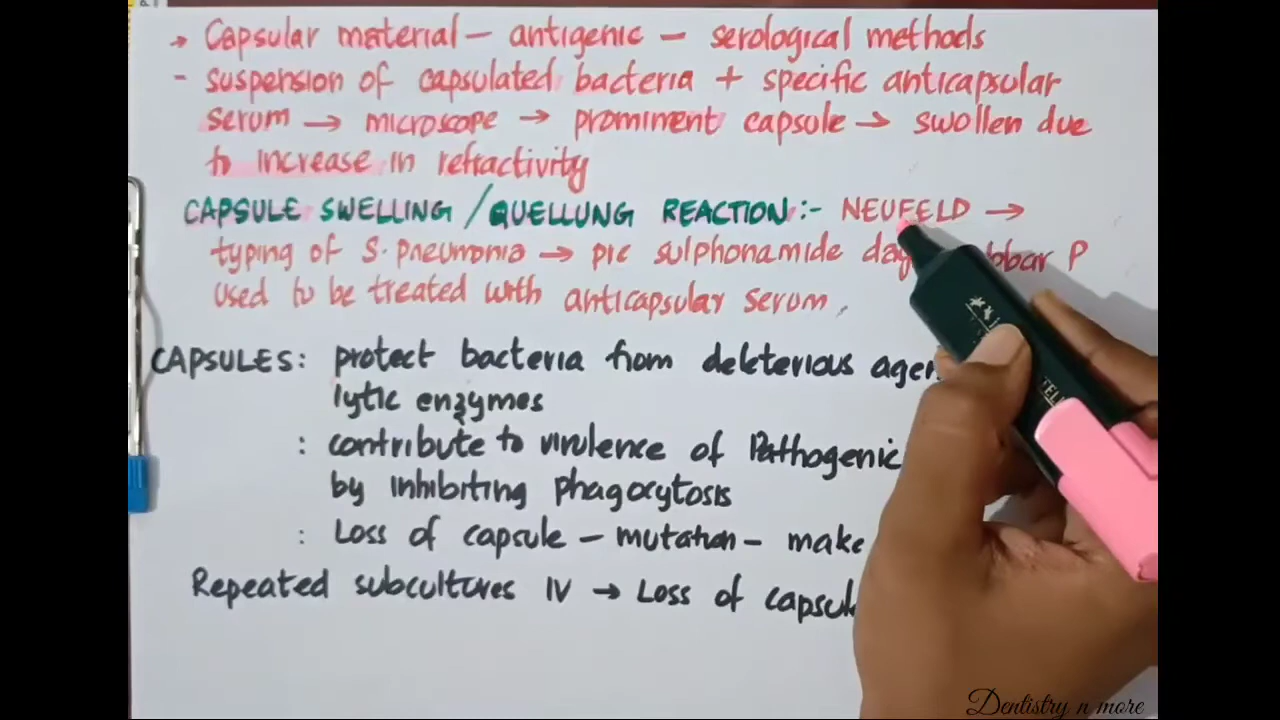 → Capsular material - antigenic - serological methods
- suspension of capsulated bacteria + specific anticapsular
serum → microscope → prominent capsule → swollen due
to increase in refractivity
CAPSULE SWELLING / QUELLUNG REACTION:- NEUFELD →
typing of S. pneumonia → pre sulphonamide P
used to be treated with anticapsular serum.
CAPSULES: protect bacteria from deleterious
lytic enzymes
: contribute to virulence of Pathogenic
by inhibiting phagocytosis
: Loss of capsule - mutation - make
Repeated subcultures IV → Loss of
Dentistry n more